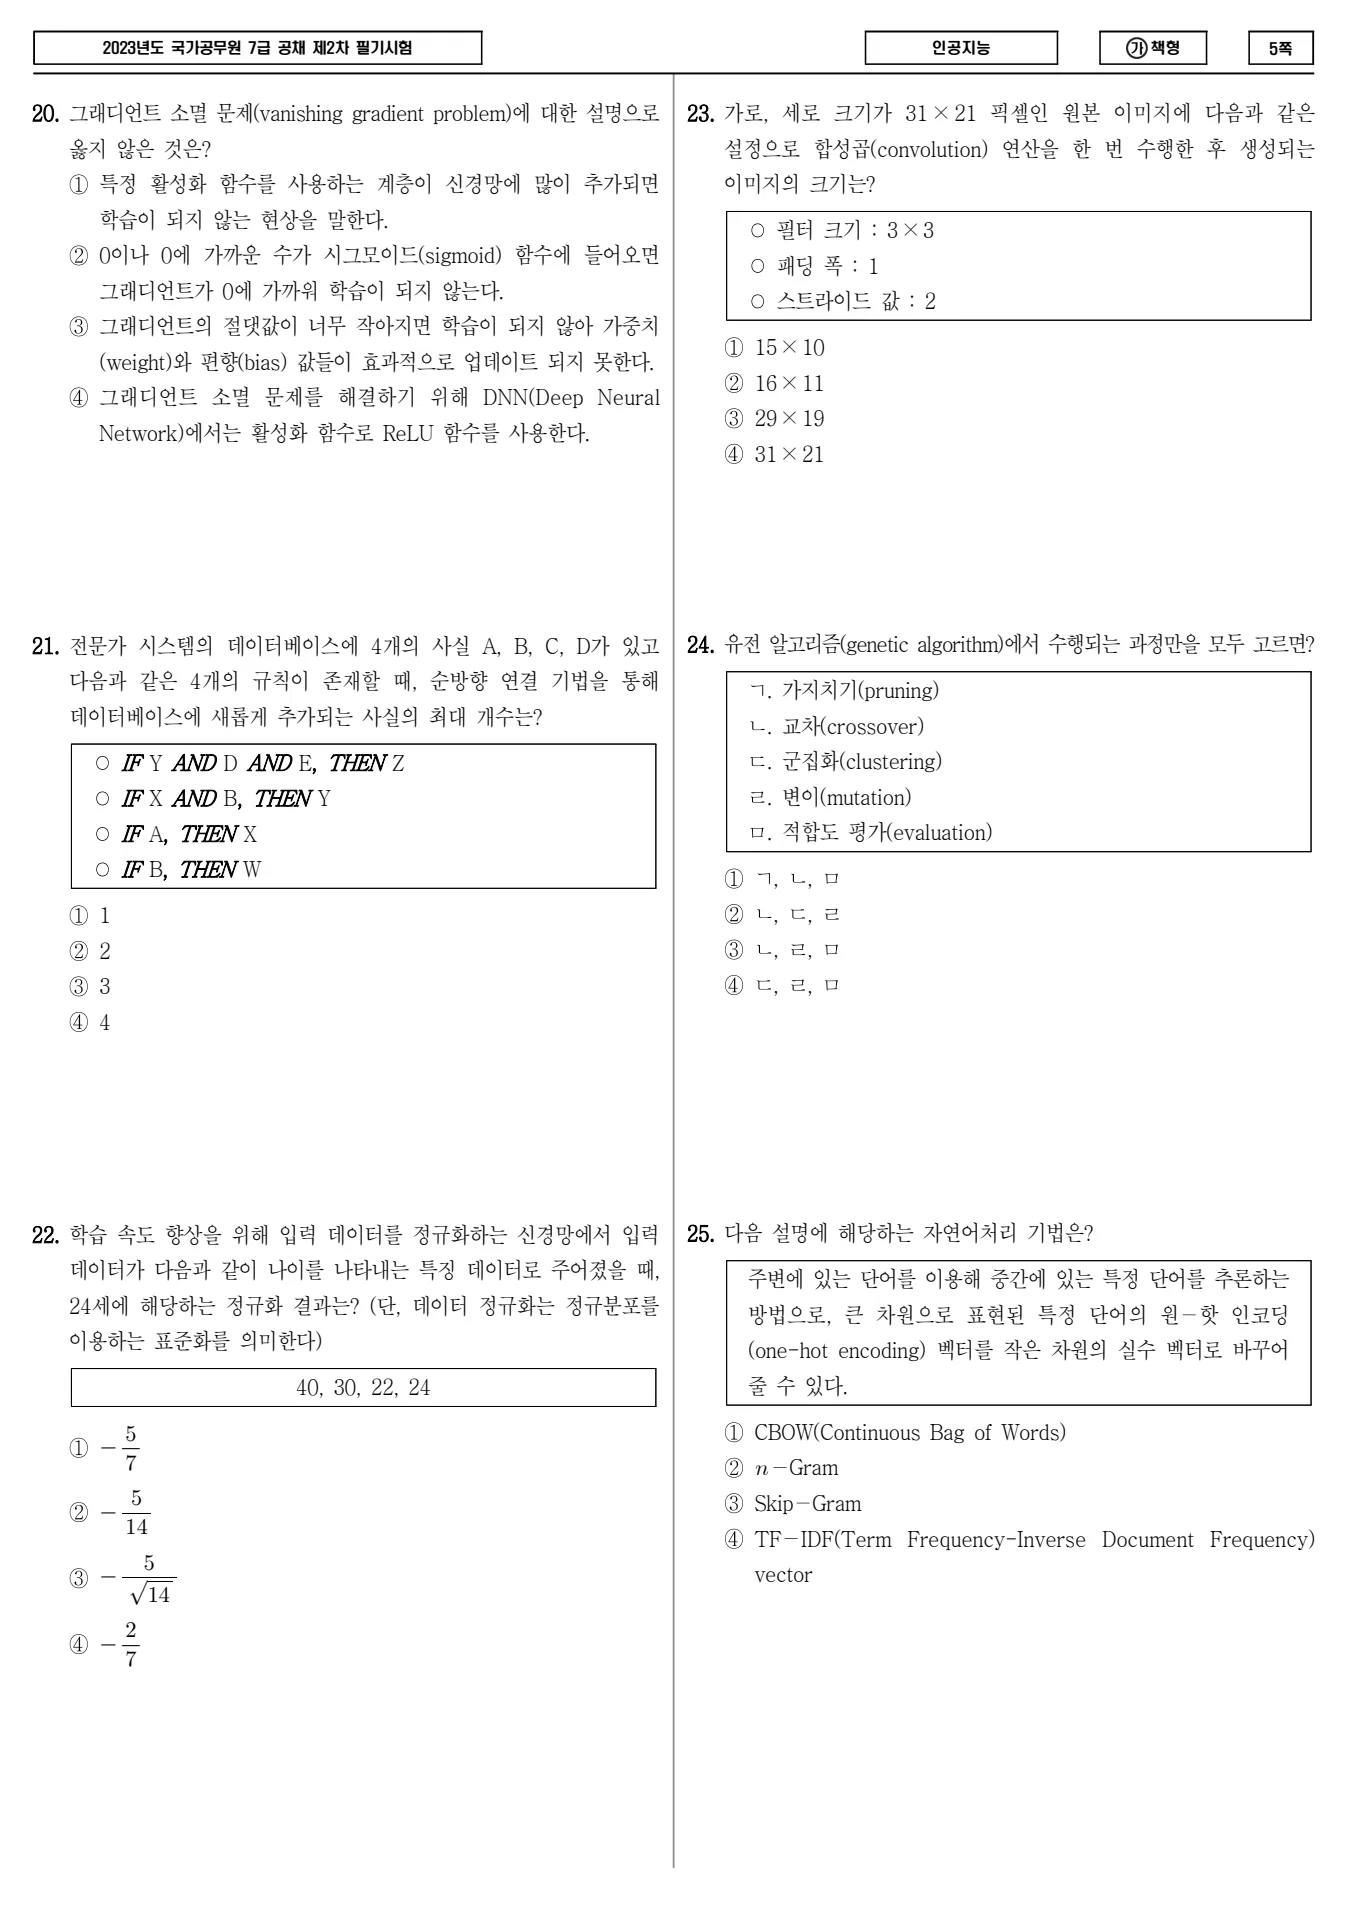 2023년도 국가공무원 7급 공채 제2차 필기시험
인공지능
㉮책형
5쪽
20. 그래디언트 소멸 문제(vanishing gradient problem)에 대한 설명으로
옳지 않은 것은?
① 특정 활성화 함수를 사용하는 계층이 신경망에 많이 추가되면
학습이 되지 않는 현상을 말한다.
② 0이나 0에 가까운 수가 시그모이드(sigmoid) 함수에 들어오면
그래디언트가 0에 가까워 학습이 되지 않는다.
③ 그래디언트의 절댓값이 너무 작아지면 학습이 되지 않아 가중치
(weight)와 편향(bias) 값들이 효과적으로 업데이트 되지 못한다.
④ 그래디언트 소멸 문제를 해결하기 위해 DNN(Deep Neural
Network)에서는 활성화 함수로 ReLU 함수를 사용한다.
21. 전문가 시스템의 데이터베이스에 4개의 사실 A, B, C, D가 있고
다음과 같은 4개의 규칙이 존재할 때, 순방향 연결 기법을 통해
데이터베이스에 새롭게 추가되는 사실의 최대 개수는?
○ IF Y AND D AND E, THEN Z
○ IF X AND B, THEN Y
○ IF A, THEN X
○ IF B, THEN W
① 1
② 2
③ 3
④ 4
22. 학습 속도 향상을 위해 입력 데이터를 정규화하는 신경망에서 입력
데이터가 다음과 같이 나이를 나타내는 특징 데이터로 주어졌을 때,
24세에 해당하는 정규화 결과는? (단, 데이터 정규화는 정규분포를
이용하는 표준화를 의미한다)
40, 30, 22, 24
① -5/7
② -5/14
③ -5/√14
④ -2/7
23. 가로, 세로 크기가 31×21 픽셀인 원본 이미지에 다음과 같은
설정으로 합성곱(convolution) 연산을 한 번 수행한 후 생성되는
이미지의 크기는?
○ 필터 크기 : 3×3
○ 패딩 폭 : 1
○ 스트라이드 값 : 2
① 15×10
② 16×11
③ 29×19
④ 31×21
24. 유전 알고리즘(genetic algorithm)에서 수행되는 과정만을 모두 고르면?
ㄱ. 가지치기(pruning)
ㄴ. 교차(crossover)
ㄷ. 군집화(clustering)
ㄹ. 변이(mutation)
ㅁ. 적합도 평가(evaluation)
① ㄱ, ㄴ, ㅁ
② ㄴ, ㄷ, ㄹ
③ ㄴ, ㄹ, ㅁ
④ ㄷ, ㄹ, ㅁ
25. 다음 설명에 해당하는 자연어처리 기법은?
주변에 있는 단어를 이용해 중간에 있는 특정 단어를 추론하는
방법으로, 큰 차원으로 표현된 특정 단어의 원-핫 인코딩
(one-hot encoding) 벡터를 작은 차원의 실수 벡터로 바꾸어
줄 수 있다.
① CBOW(Continuous Bag of Words)
② n-Gram
③ Skip-Gram
④ TF-IDF(Term Frequency-Inverse Document Frequency)
vector